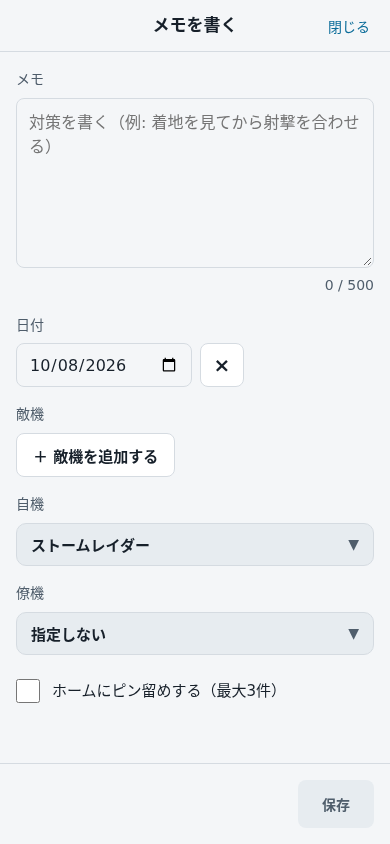 メモを書く
閉じる
メモ
対策を書く（例: 着地を見てから射撃を合わせ
る）
0 / 500
日付
10/08/2026
×
敵機
＋ 敵機を追加する
自機
ストームレイダー ▼
僚機
指定しない ▼
ホームにピン留めする（最大3件）
保存